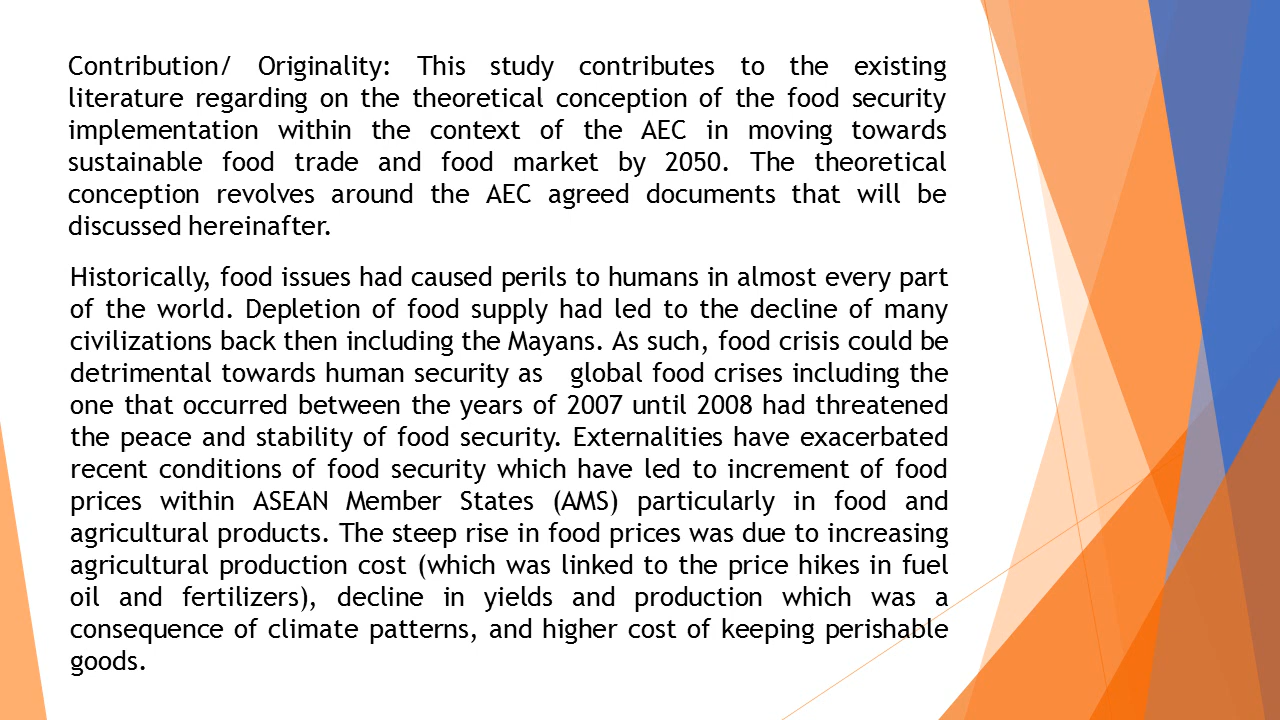 Contribution/ Originality: This study contributes to the existing
literature regarding on the theoretical conception of the food security
implementation within the context of the AEC in moving towards
sustainable food trade and food market by 2050. The theoretical
conception revolves around the AEC agreed documents that will be
discussed hereinafter.
Historically, food issues had caused perils to humans in almost every part
of the world. Depletion of food supply had led to the decline of many
civilizations back then including the Mayans. As such, food crisis could be
detrimental towards human security as global food crises including the
one that occurred between the years of 2007 until 2008 had threatened
the peace and stability of food security. Externalities have exacerbated
recent conditions of food security which have led to increment of food
prices within ASEAN Member States (AMS) particularly in food and
agricultural products. The steep rise in food prices was due to increasing
agricultural production cost (which was linked to the price hikes in fuel
oil and fertilizers), decline in yields and production which was a
consequence of climate patterns, and higher cost of keeping perishable
goods.